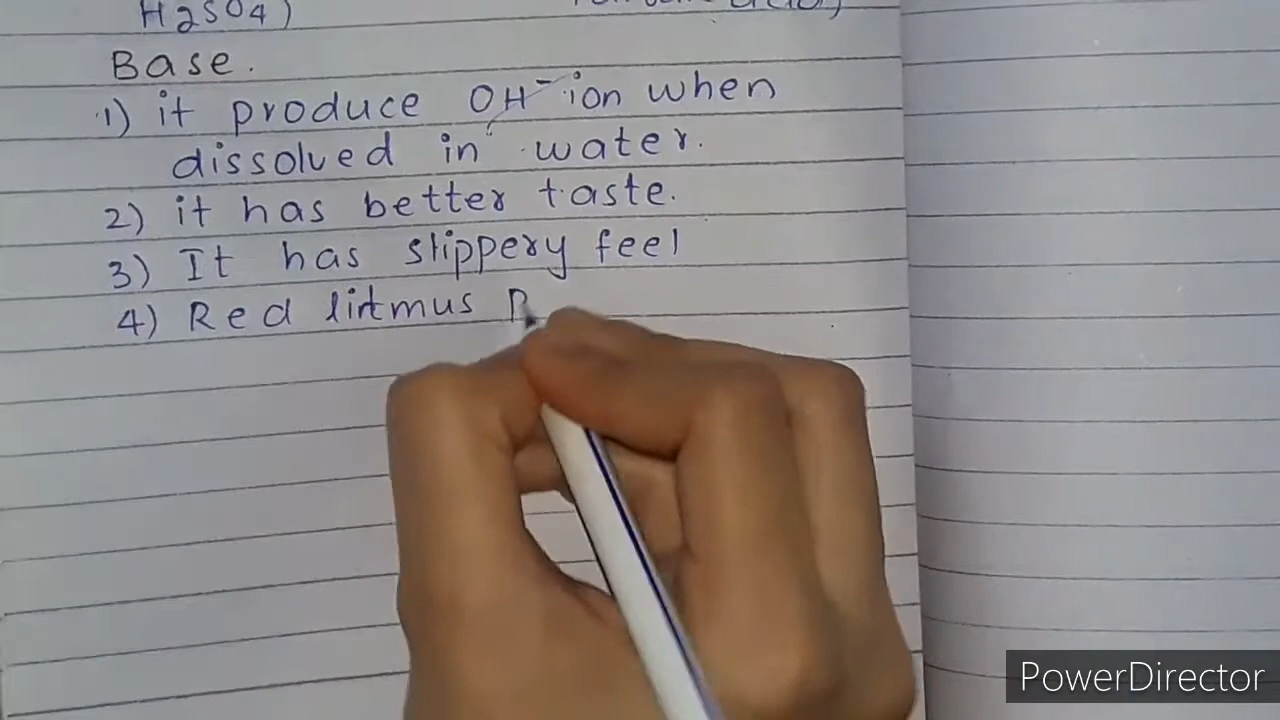 H2SO4)
Base.
1) it produce OH⁻ ion when
dissolved in water.
2) it has better taste.
3) It has slippery feel
4) Red litmus P
PowerDirector